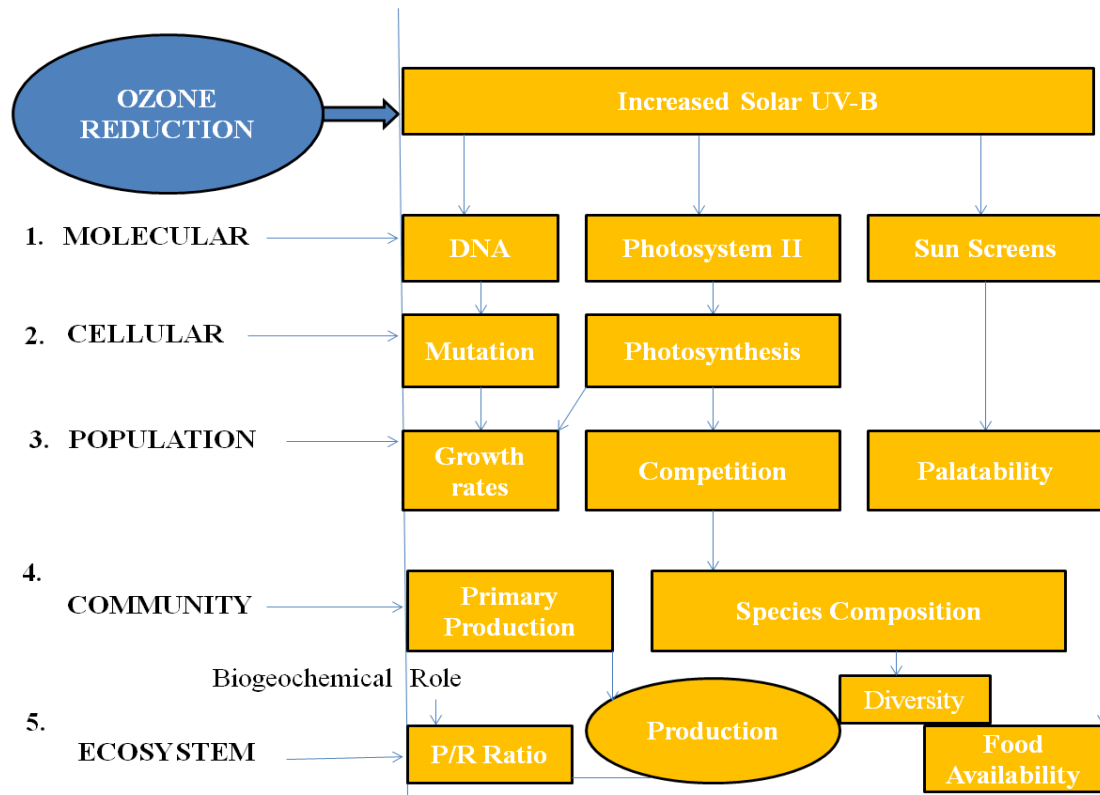 OZONE
REDUCTION
Increased Solar UV-B
1. MOLECULAR
DNA
Photosystem II
Sun Screens
2. CELLULAR
Mutation
Photosynthesis
3. POPULATION
Growth
rates
Competition
Palatability
4.
COMMUNITY
Primary
Production
Species Composition
Biogeochemical Role
Diversity
5.
ECOSYSTEM
P/R Ratio
Production
Food
Availability